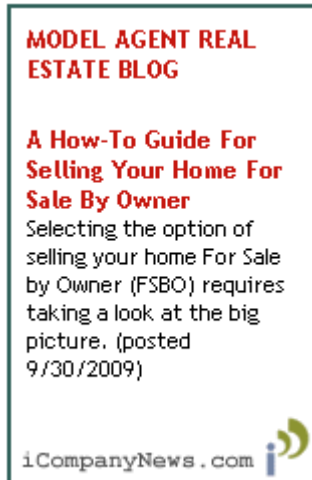 MODEL AGENT REAL
ESTATE BLOG
A How-To Guide For
Selling Your Home For
Sale By Owner
Selecting the option of
selling your home For Sale
by Owner (FSBO) requires
taking a look at the big
picture. (posted
9/30/2009)
iCompanyNews.com